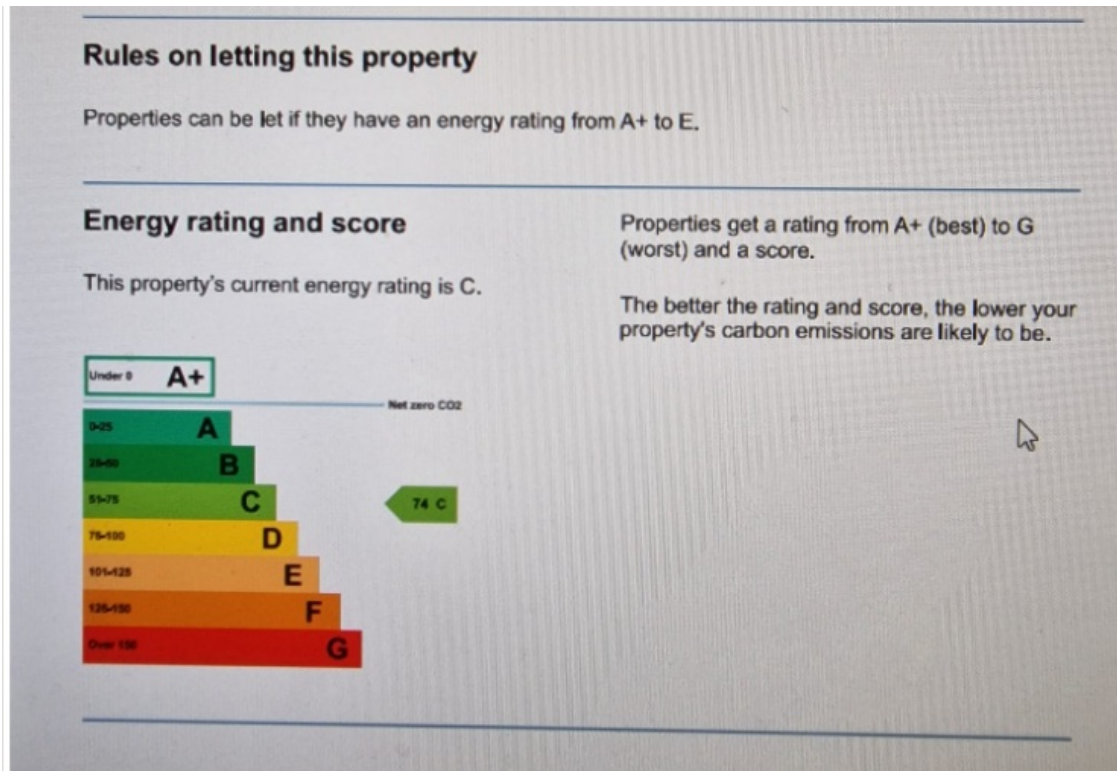 Rules on letting this property
Properties can be let if they have an energy rating from A+ to E.
Energy rating and score
This property's current energy rating is C.
Properties get a rating from A+ (best) to G
(worst) and a score.
The better the rating and score, the lower your
property's carbon emissions are likely to be.
Under 0 A+
Net zero CO2
0-25 A
26-50 B
51-75 C
74 C
76-100 D
101-125 E
126-150 F
Over 150 G